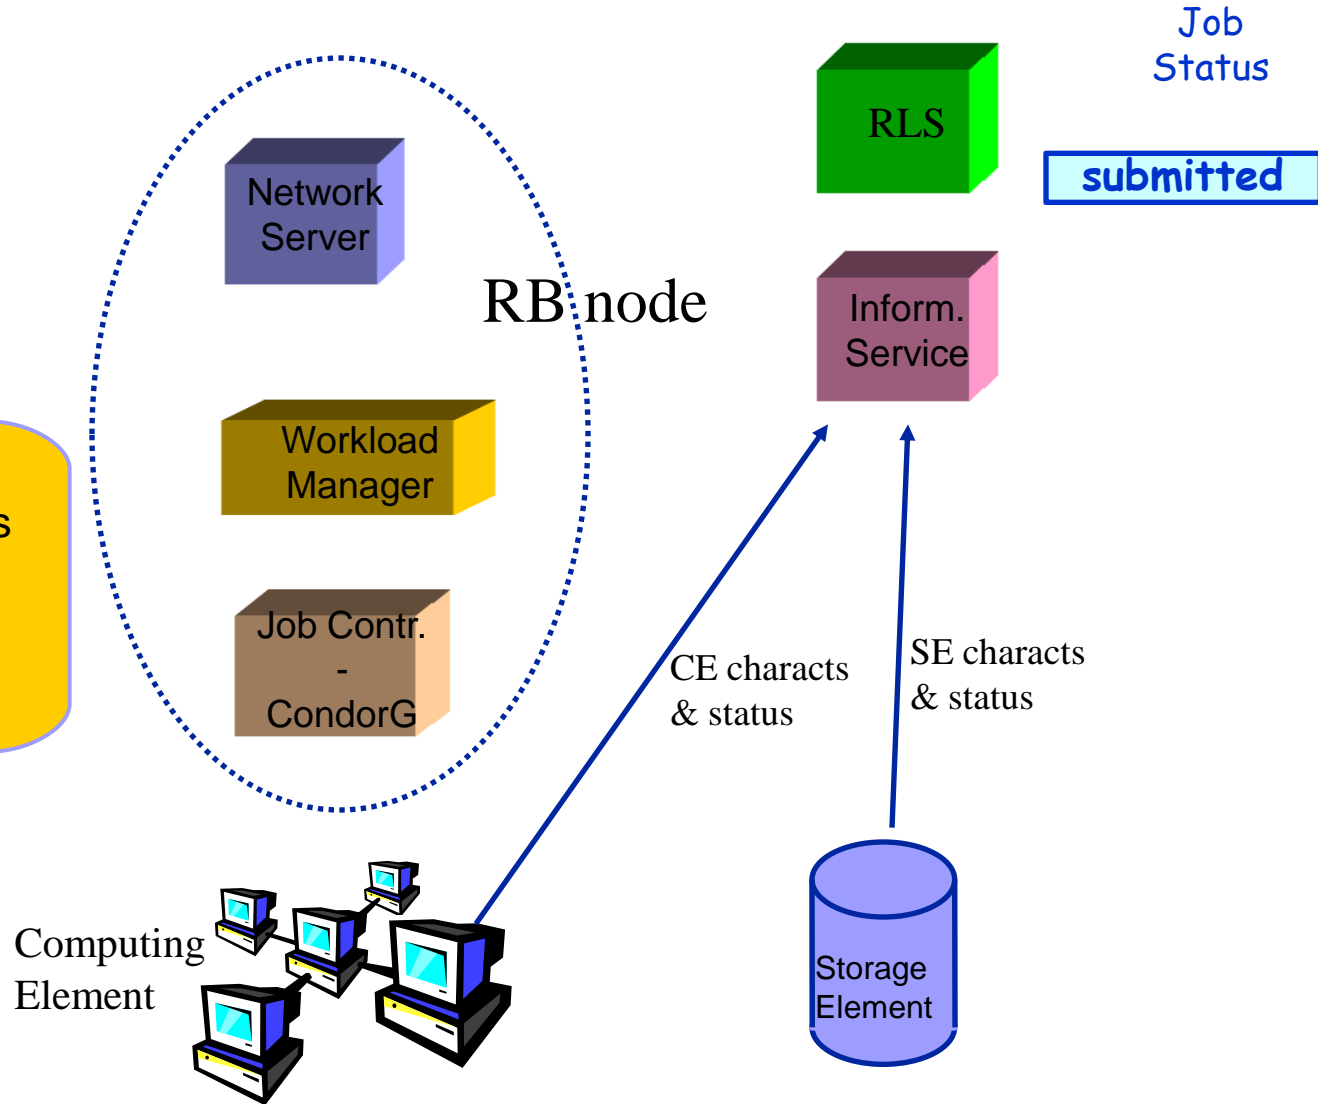 Job
Status
RLS
submitted
Network
Server
RB node
Inform.
Service
Workload
Manager
s
Job Contr.
-
CondorG
CE characts
& status
SE characts
& status
Computing
Element
Storage
Element